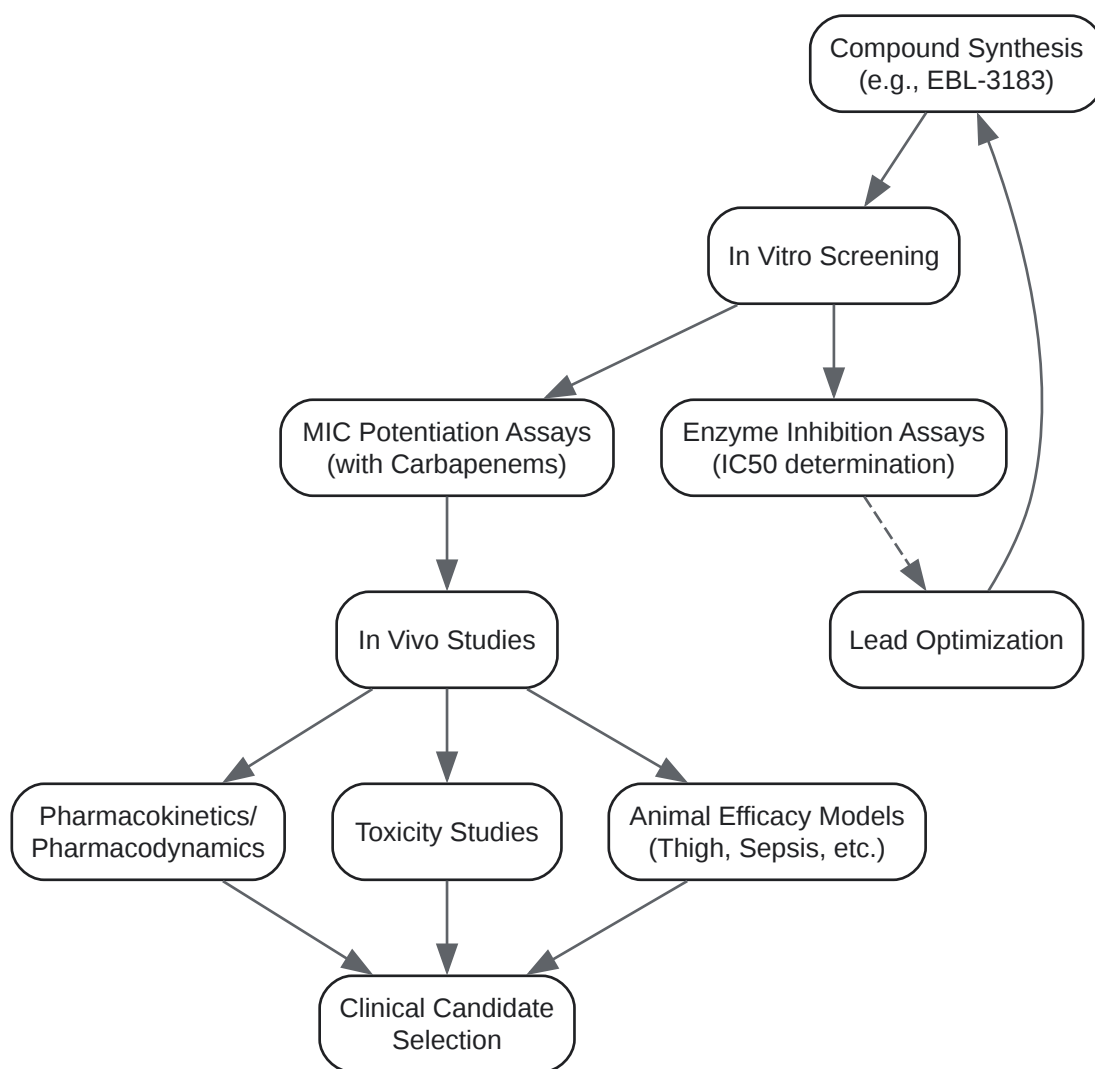 Compound Synthesis
(e.g., EBL-3183)
In Vitro Screening
MIC Potentiation Assays
(with Carbapenems)
Enzyme Inhibition Assays
(IC50 determination)
In Vivo Studies
Lead Optimization
Pharmacokinetics/
Pharmacodynamics
Toxicity Studies
Animal Efficacy Models
(Thigh, Sepsis, etc.)
Clinical Candidate
Selection